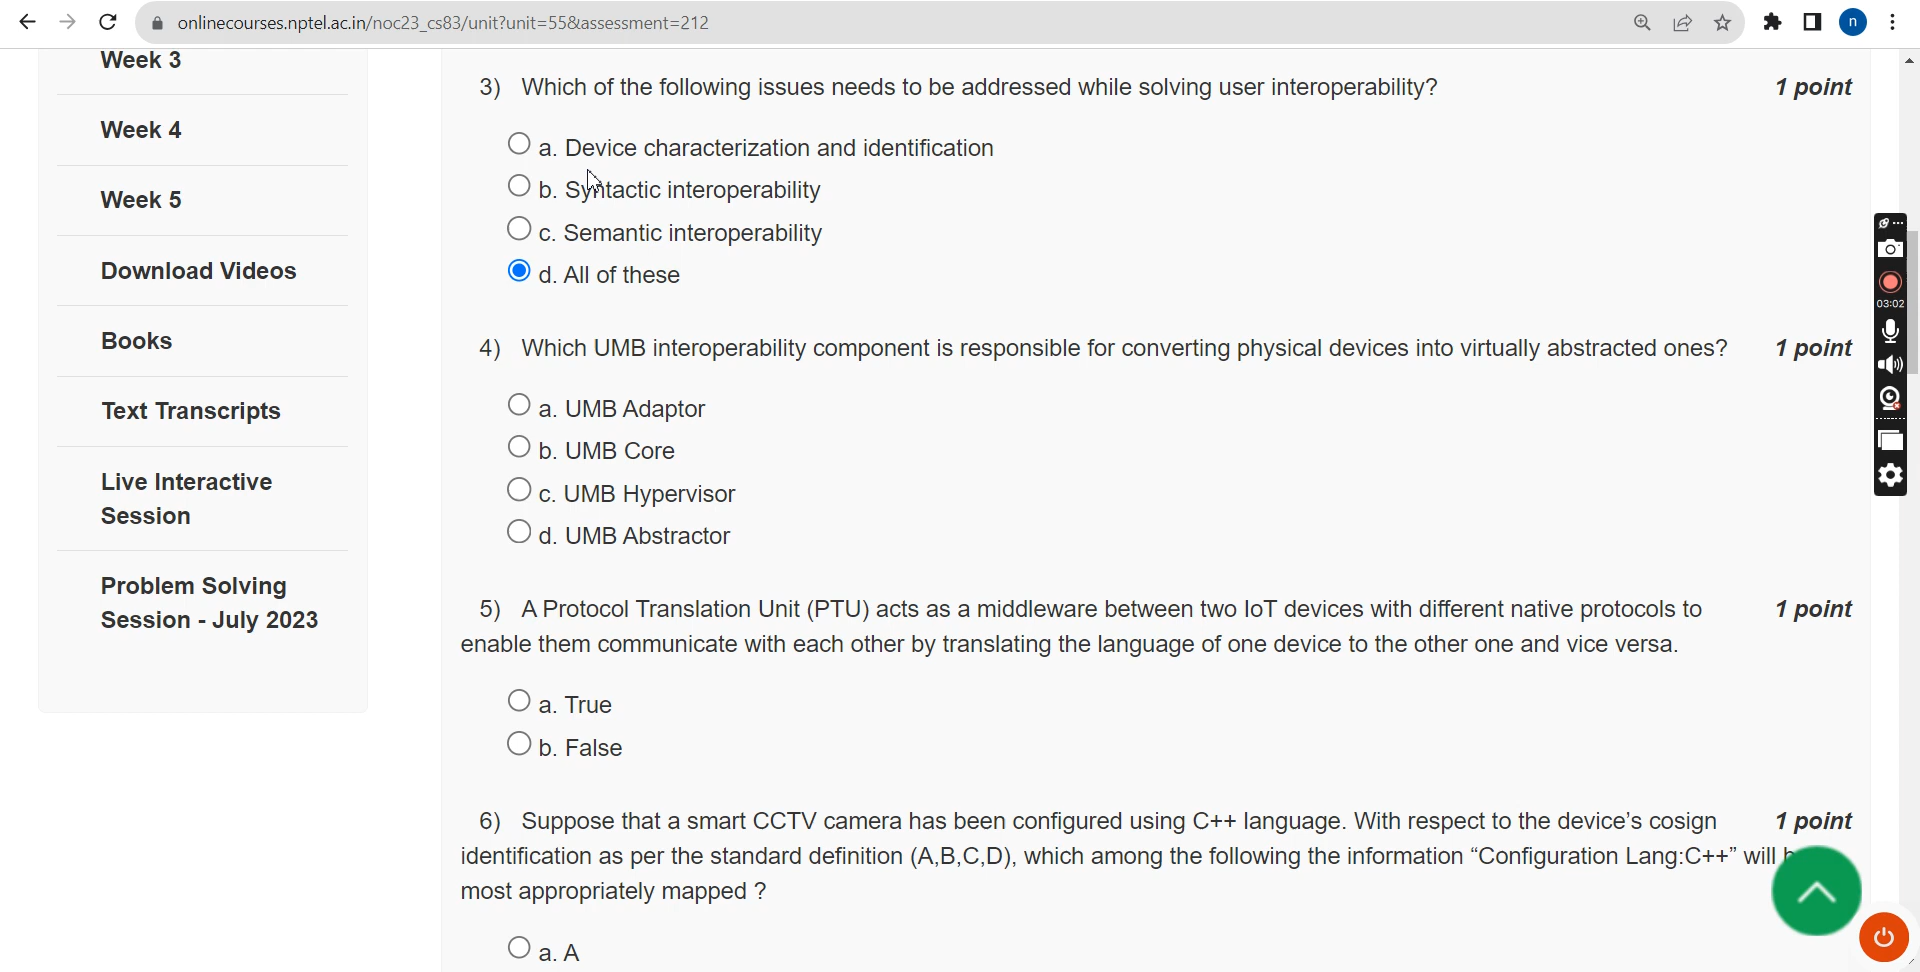 onlinecourses.nptel.ac.in/noc23_cs83/unit?unit=55&assessment=212
n
Week 3
Week 4
Week 5
Download Videos
Books
Text Transcripts
Live Interactive
Session
Problem Solving
Session - July 2023
3) Which of the following issues needs to be addressed while solving user interoperability? 1 point
a. Device characterization and identification
b. Syntactic interoperability
c. Semantic interoperability
d. All of these
4) Which UMB interoperability component is responsible for converting physical devices into virtually abstracted ones? 1 point
a. UMB Adaptor
b. UMB Core
c. UMB Hypervisor
d. UMB Abstractor
5) A Protocol Translation Unit (PTU) acts as a middleware between two IoT devices with different native protocols to 1 point
enable them communicate with each other by translating the language of one device to the other one and vice versa.
a. True
b. False
6) Suppose that a smart CCTV camera has been configured using C++ language. With respect to the device's cosign 1 point
identification as per the standard definition (A,B,C,D), which among the following the information “Configuration Lang:C++” will
most appropriately mapped ?
a. A
03:02